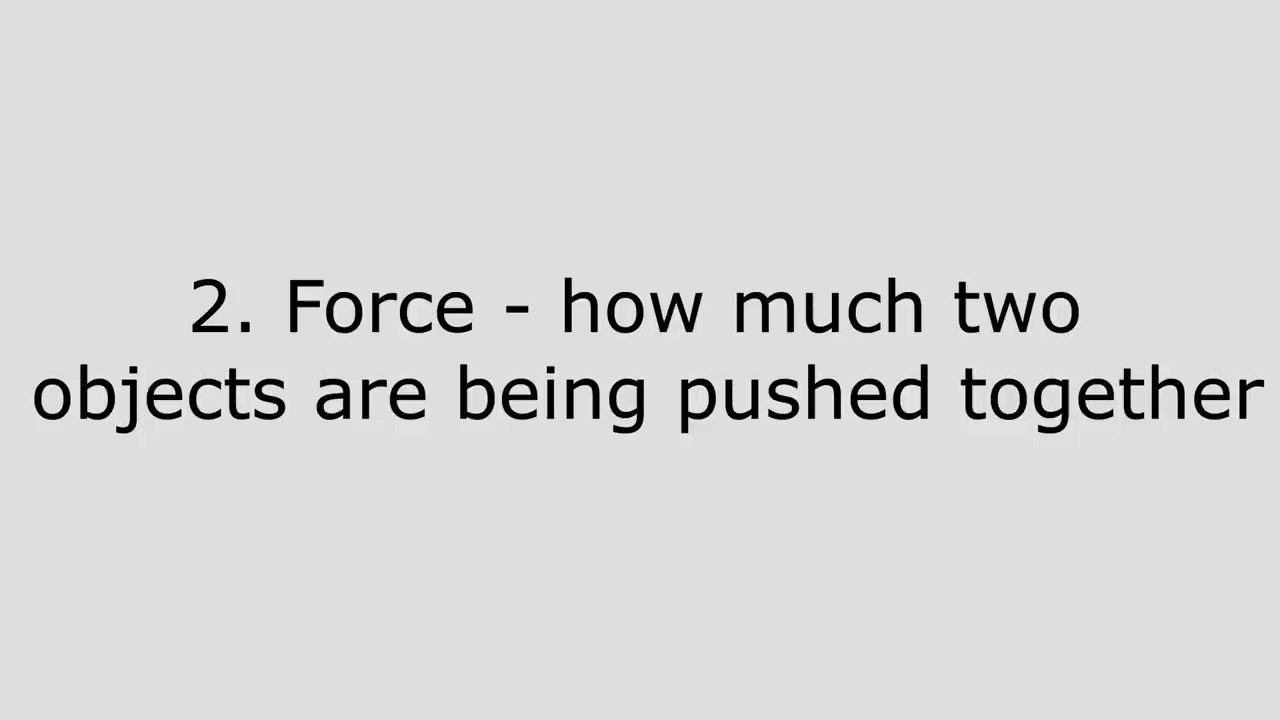 2. Force - how much two
objects are being pushed together